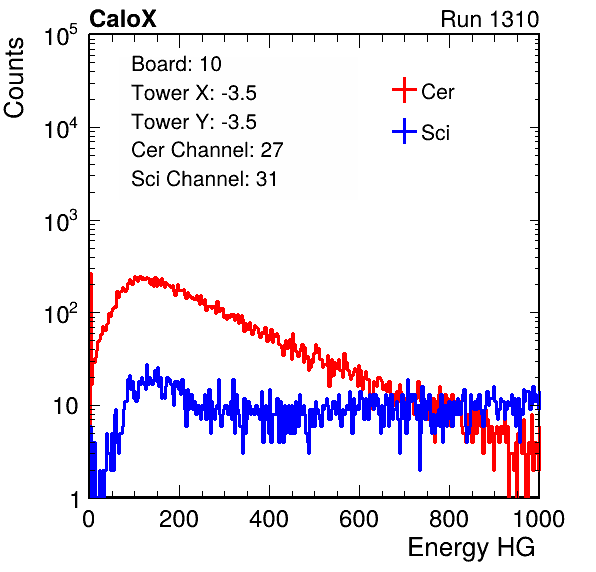 CaloX Run 1310
Counts
Board: 10
Tower X: -3.5
Tower Y: -3.5
Cer Channel: 27
Sci Channel: 31
Cer
Sci
10^5
10^4
10^3
10^2
10
1
0 200 400 600 800 1000
Energy HG